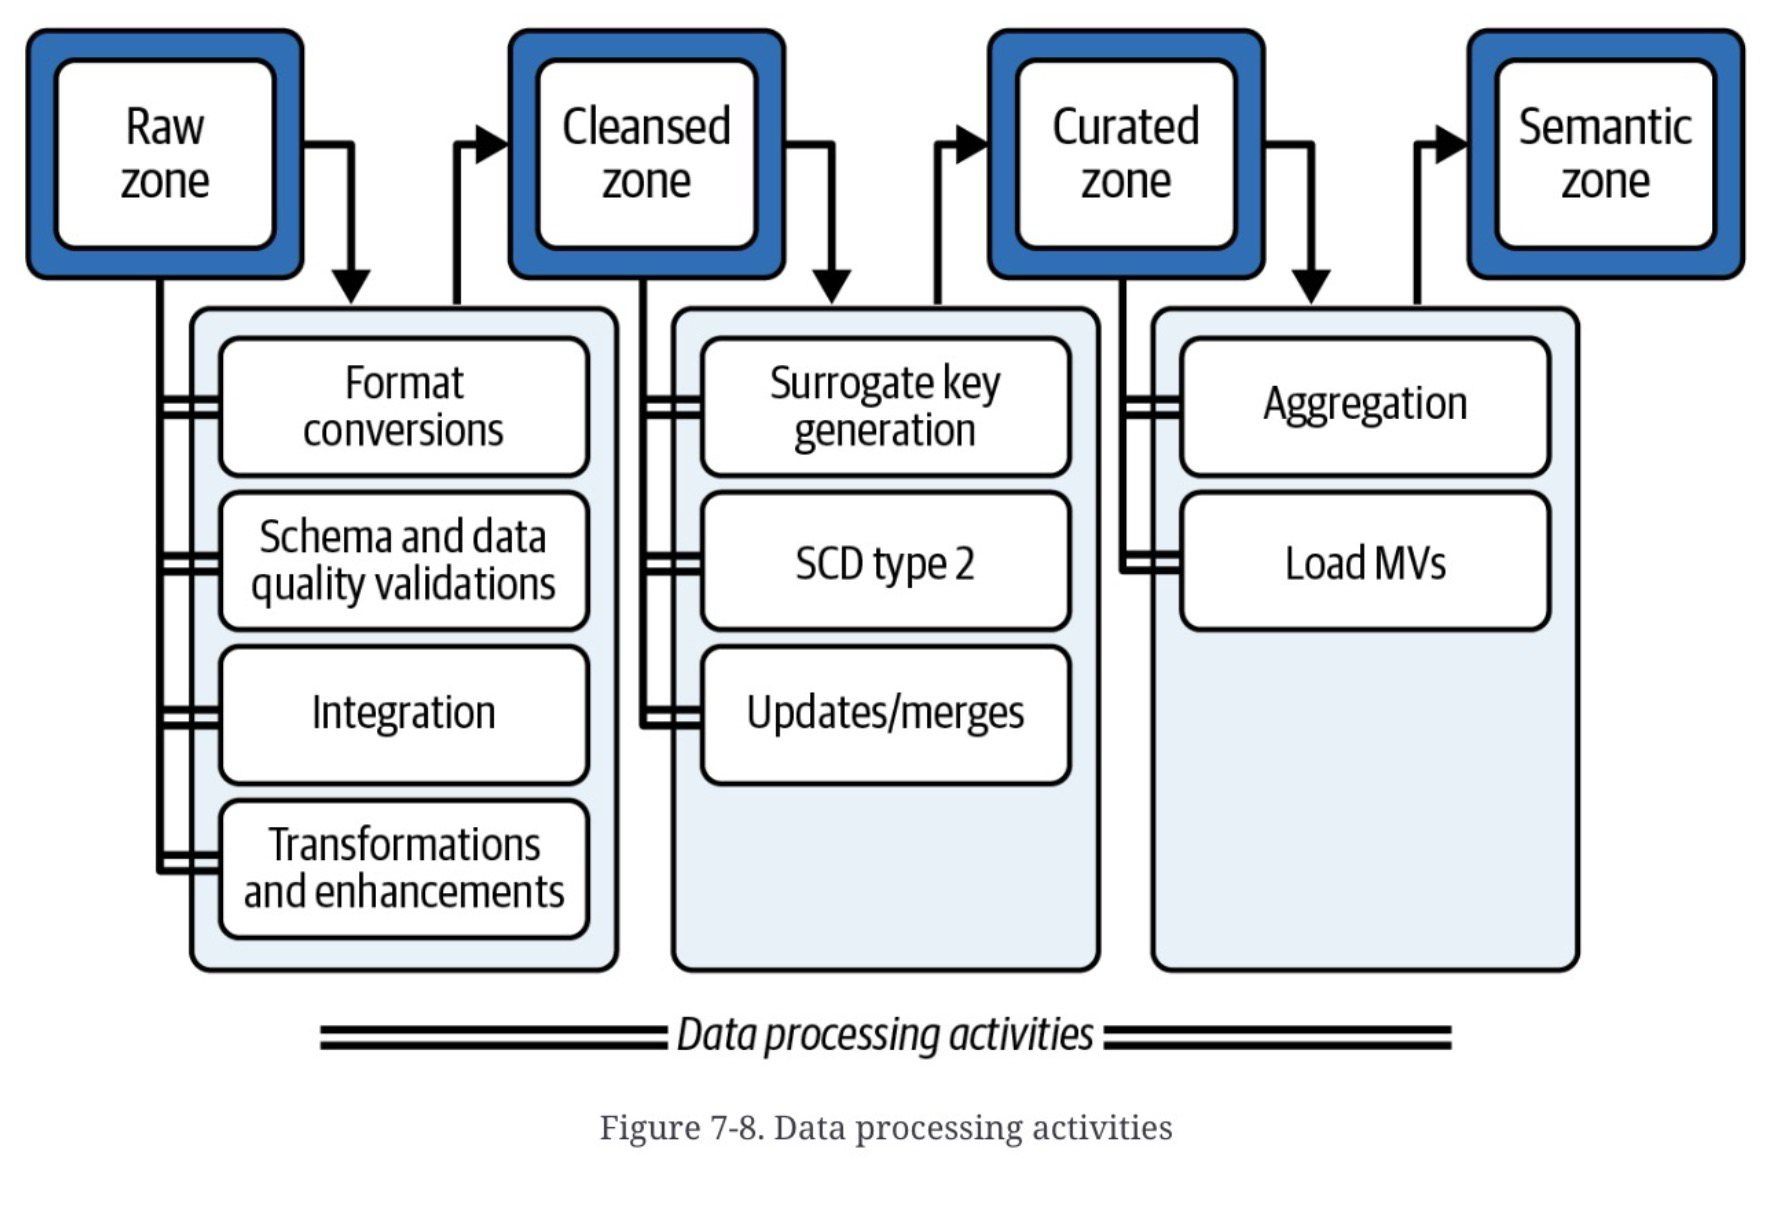 Raw
zone
Cleansed
zone
Curated
zone
Semantic
zone
Format
conversions
Schema and data
quality validations
Integration
Transformations
and enhancements
Surrogate key
generation
SCD type 2
Updates/merges
Aggregation
Load MVs
Data processing activities
Figure 7-8. Data processing activities